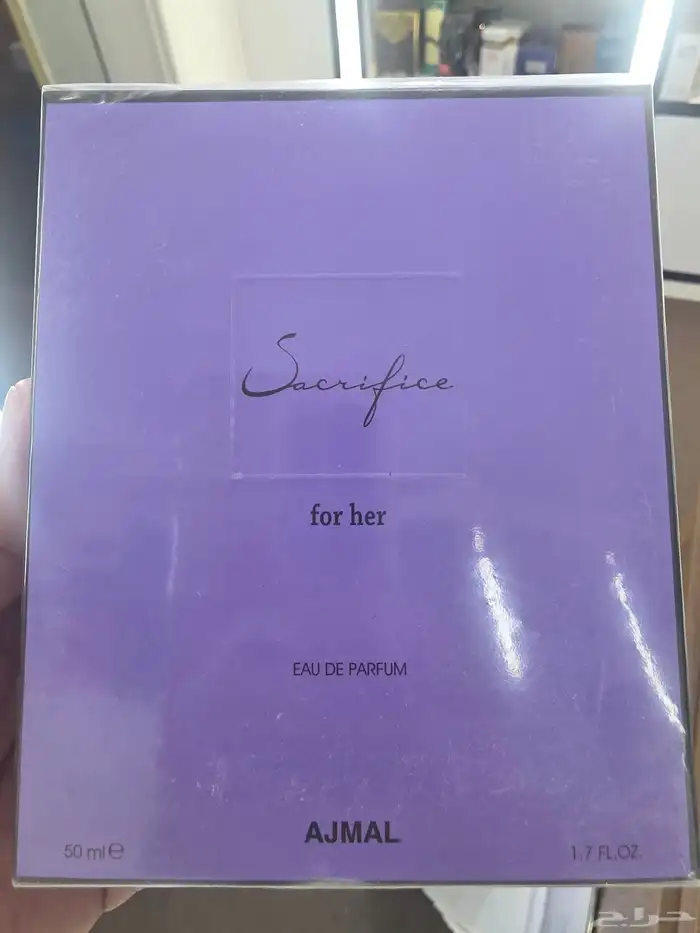 Sacrifice
for her
EAU DE PARFUM
AJMAL
50 ml e 1.7 FL.OZ.
حراج